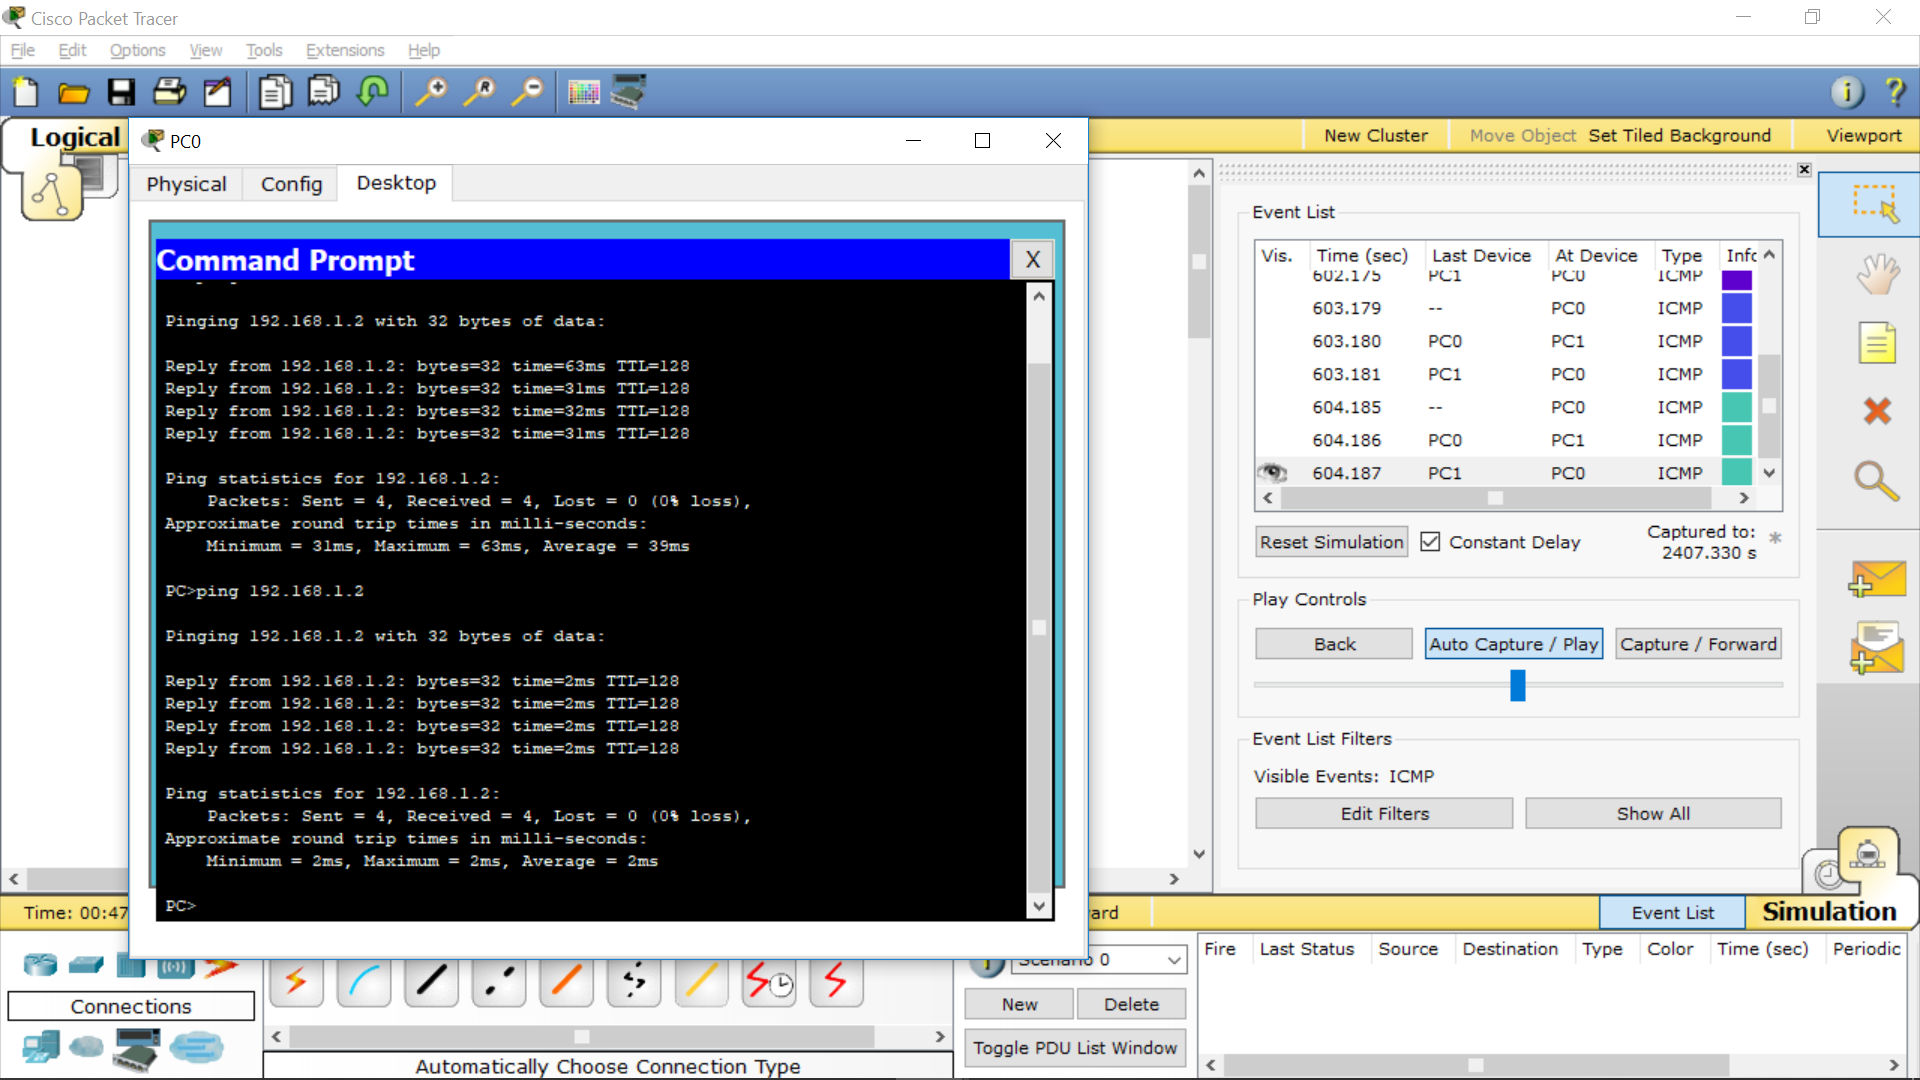 Cisco Packet Tracer
File Edit Options View Tools Extensions Help
Logical
New Cluster Move Object Set Tiled Background Viewport
PC0
Physical Config Desktop
Command Prompt X
Pinging 192.168.1.2 with 32 bytes of data:
Reply from 192.168.1.2: bytes=32 time=63ms TTL=128
Reply from 192.168.1.2: bytes=32 time=31ms TTL=128
Reply from 192.168.1.2: bytes=32 time=32ms TTL=128
Reply from 192.168.1.2: bytes=32 time=31ms TTL=128
Ping statistics for 192.168.1.2:
Packets: Sent = 4, Received = 4, Lost = 0 (0% loss),
Approximate round trip times in milli-seconds:
Minimum = 31ms, Maximum = 63ms, Average = 39ms
PC>ping 192.168.1.2
Pinging 192.168.1.2 with 32 bytes of data:
Reply from 192.168.1.2: bytes=32 time=2ms TTL=128
Reply from 192.168.1.2: bytes=32 time=2ms TTL=128
Reply from 192.168.1.2: bytes=32 time=2ms TTL=128
Reply from 192.168.1.2: bytes=32 time=2ms TTL=128
Ping statistics for 192.168.1.2:
Packets: Sent = 4, Received = 4, Lost = 0 (0% loss),
Approximate round trip times in milli-seconds:
Minimum = 2ms, Maximum = 2ms, Average = 2ms
PC>
Event List
Vis. Time (sec) Last Device At Device Type Info
602.175 PC1 PC0 ICMP
603.179 -- PC0 ICMP
603.180 PC0 PC1 ICMP
603.181 PC1 PC0 ICMP
604.185 -- PC0 ICMP
604.186 PC0 PC1 ICMP
604.187 PC1 PC0 ICMP
Reset Simulation Constant Delay Captured to: *
2407.330 s
Play Controls
Back Auto Capture / Play Capture / Forward
Event List Filters
Visible Events: ICMP
Edit Filters Show All
Time: 00:47 ard Event List Simulation
Connections
Automatically Choose Connection Type
Scenario 0
New Delete
Toggle PDU List Window
Fire Last Status Source Destination Type Color Time (sec) Periodic